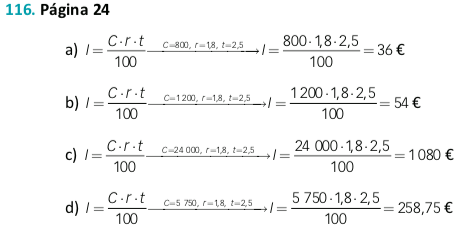 116. Página 24
a) I = C·r·t/100 —C=800, r=1,8, t=2,5→ I = 800·1,8·2,5/100 = 36 €
b) I = C·r·t/100 —C=1 200, r=1,8, t=2,5→ I = 1 200·1,8·2,5/100 = 54 €
c) I = C·r·t/100 —C=24 000, r=1,8, t=2,5→ I = 24 000·1,8·2,5/100 = 1 080 €
d) I = C·r·t/100 —C=5 750, r=1,8, t=2,5→ I = 5 750·1,8·2,5/100 = 258,75 €